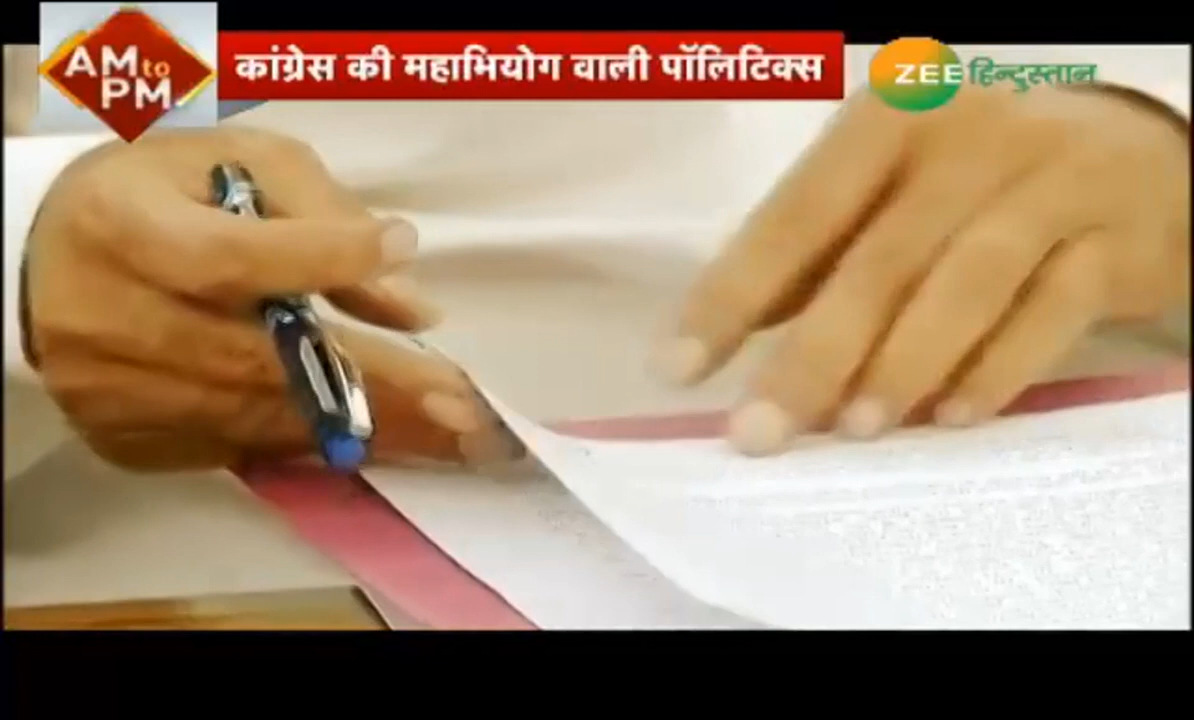 AM to PM
कांग्रेस की महाभियोग वाली पॉलिटिक्स
ZEE हिन्दुस्तान